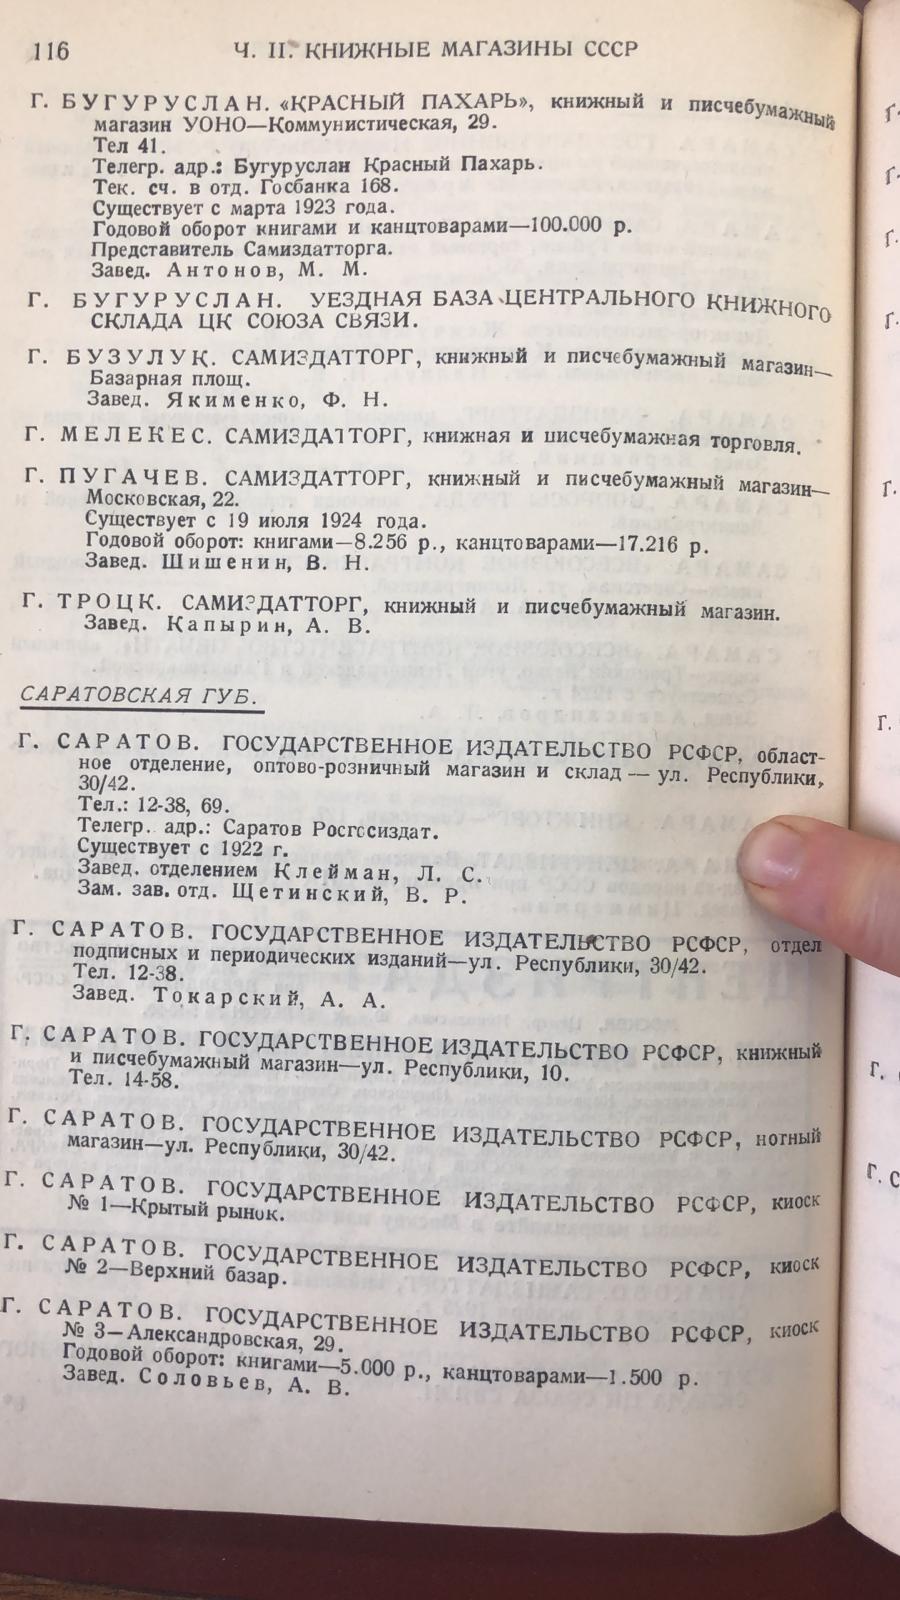 116 Ч. II. КНИЖНЫЕ МАГАЗИНЫ СССР
Г. БУГУРУСЛАН. «КРАСНЫЙ ПАХАРЬ», книжный и писчебумажный
магазин УОНО—Коммунистическая, 29.
Тел 41.
Телегр. адр.: Бугуруслан Красный Пахарь.
Тек. сч. в отд. Госбанка 168.
Существует с марта 1923 года.
Годовой оборот книгами и канцтоварами—100.000 р.
Представитель Самиздатторга.
Завед. Антонов, М. М.
Г. БУГУРУСЛАН. УЕЗДНАЯ БАЗА ЦЕНТРАЛЬНОГО КНИЖНОГО
СКЛАДА ЦК СОЮЗА СВЯЗИ.
Г. БУЗУЛУК. САМИЗДАТТОРГ, книжный и писчебумажный магазин—
Базарная площ.
Завед. Якименко, Ф. Н.
Г. МЕЛЕКЕС. САМИЗДАТТОРГ, книжная и писчебумажная торговля.
Г. ПУГАЧЕВ. САМИЗДАТТОРГ, книжный и писчебумажный магазин—
Московская, 22.
Существует с 19 июля 1924 года.
Годовой оборот: книгами—8.256 р., канцтоварами—17.216 р.
Завед. Шишенин, В. Н.
Г. ТРОЦК. САМИЗДАТТОРГ, книжный и писчебумажный магазин.
Завед. Капырин, А. В.
САРАТОВСКАЯ ГУБ.
Г. САРАТОВ. ГОСУДАРСТВЕННОЕ ИЗДАТЕЛЬСТВО РСФСР, област-
ное отделение, оптово-розничный магазин и склад — ул. Республики,
30/42.
Тел.: 12-38, 69.
Телегр. адр.: Саратов Росгосиздат.
Существует с 1922 г.
Завед. отделением Клейман, Л. С.
Зам. зав. отд. Щетинский, В. Р.
Г. САРАТОВ. ГОСУДАРСТВЕННОЕ ИЗДАТЕЛЬСТВО РСФСР, отдел
подписных и периодических изданий—ул. Республики, 30/42.
Тел. 12-38.
Завед. Токарский, А. А.
Г. САРАТОВ. ГОСУДАРСТВЕННОЕ ИЗДАТЕЛЬСТВО РСФСР, книжный
и писчебумажный магазин—ул. Республики, 10.
Тел. 14-58.
Г. САРАТОВ. ГОСУДАРСТВЕННОЕ ИЗДАТЕЛЬСТВО РСФСР, нотный
магазин—ул. Республики, 30/42.
Г. САРАТОВ. ГОСУДАРСТВЕННОЕ ИЗДАТЕЛЬСТВО РСФСР, киоск
№ 1—Крытый рынок.
Г. САРАТОВ. ГОСУДАРСТВЕННОЕ ИЗДАТЕЛЬСТВО РСФСР, киоск
№ 2—Верхний базар.
Г. САРАТОВ. ГОСУДАРСТВЕННОЕ ИЗДАТЕЛЬСТВО РСФСР, киоск
№ 3—Александровская, 29.
Годовой оборот: книгами—5.000 р., канцтоварами—1.500 р.
Завед. Соловьев, А. В.